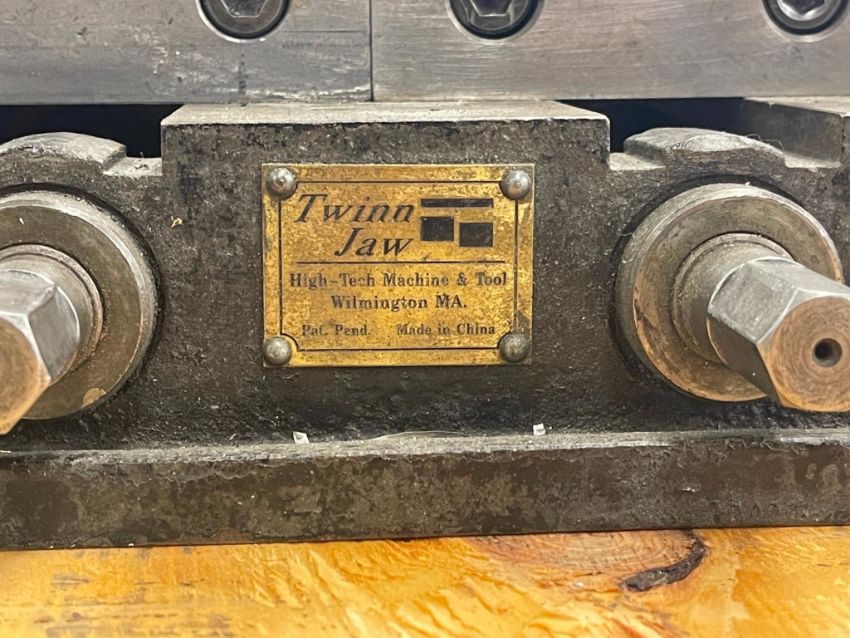 Twinn
Jaw
High-Tech Machine & Tool
Wilmington MA.
Pat. Pend. Made in China